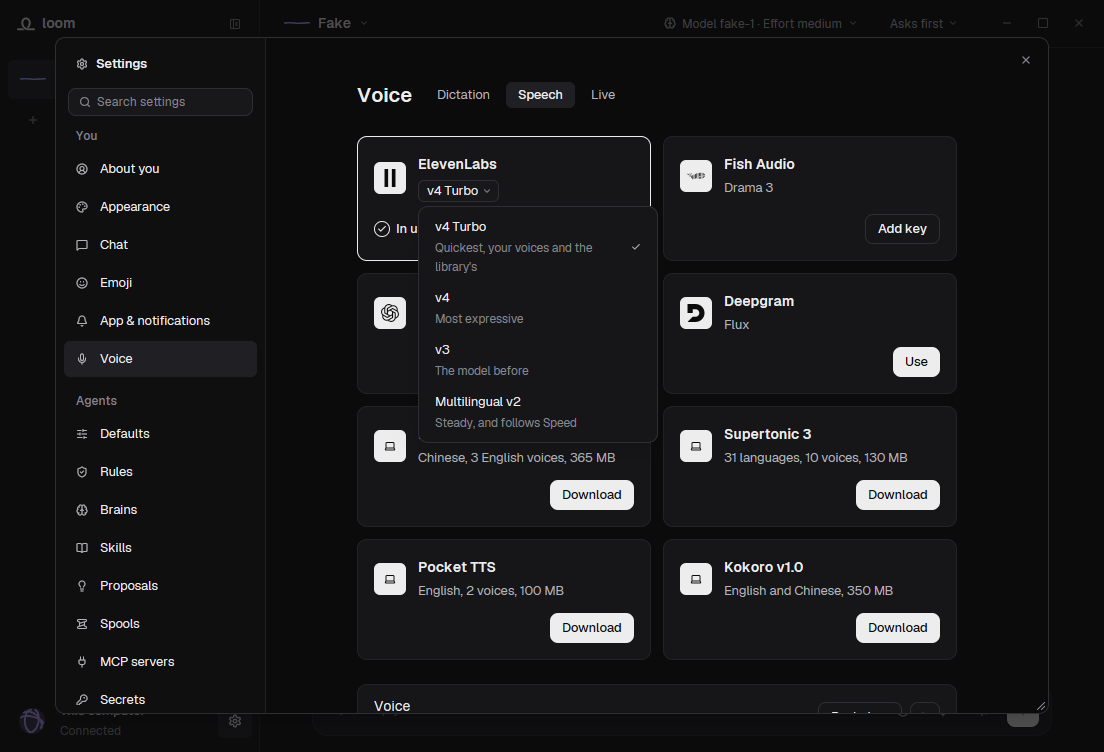 loom
Fake
Model fake-1 · Effort medium
Asks first
Settings
Search settings
You
About you
Appearance
Chat
Emoji
App & notifications
Voice
Agents
Defaults
Rules
Brains
Skills
Proposals
Spools
MCP servers
Secrets
Connected
Voice
Dictation
Speech
Live
ElevenLabs
v4 Turbo
In u
v4 Turbo
Quickest, your voices and the
library's
v4
Most expressive
v3
The model before
Multilingual v2
Steady, and follows Speed
Fish Audio
Drama 3
Add key
Deepgram
Flux
Use
Chinese, 3 English voices, 365 MB
Download
Supertonic 3
31 languages, 10 voices, 130 MB
Download
Pocket TTS
English, 2 voices, 100 MB
Download
Kokoro v1.0
English and Chinese, 350 MB
Download
Voice